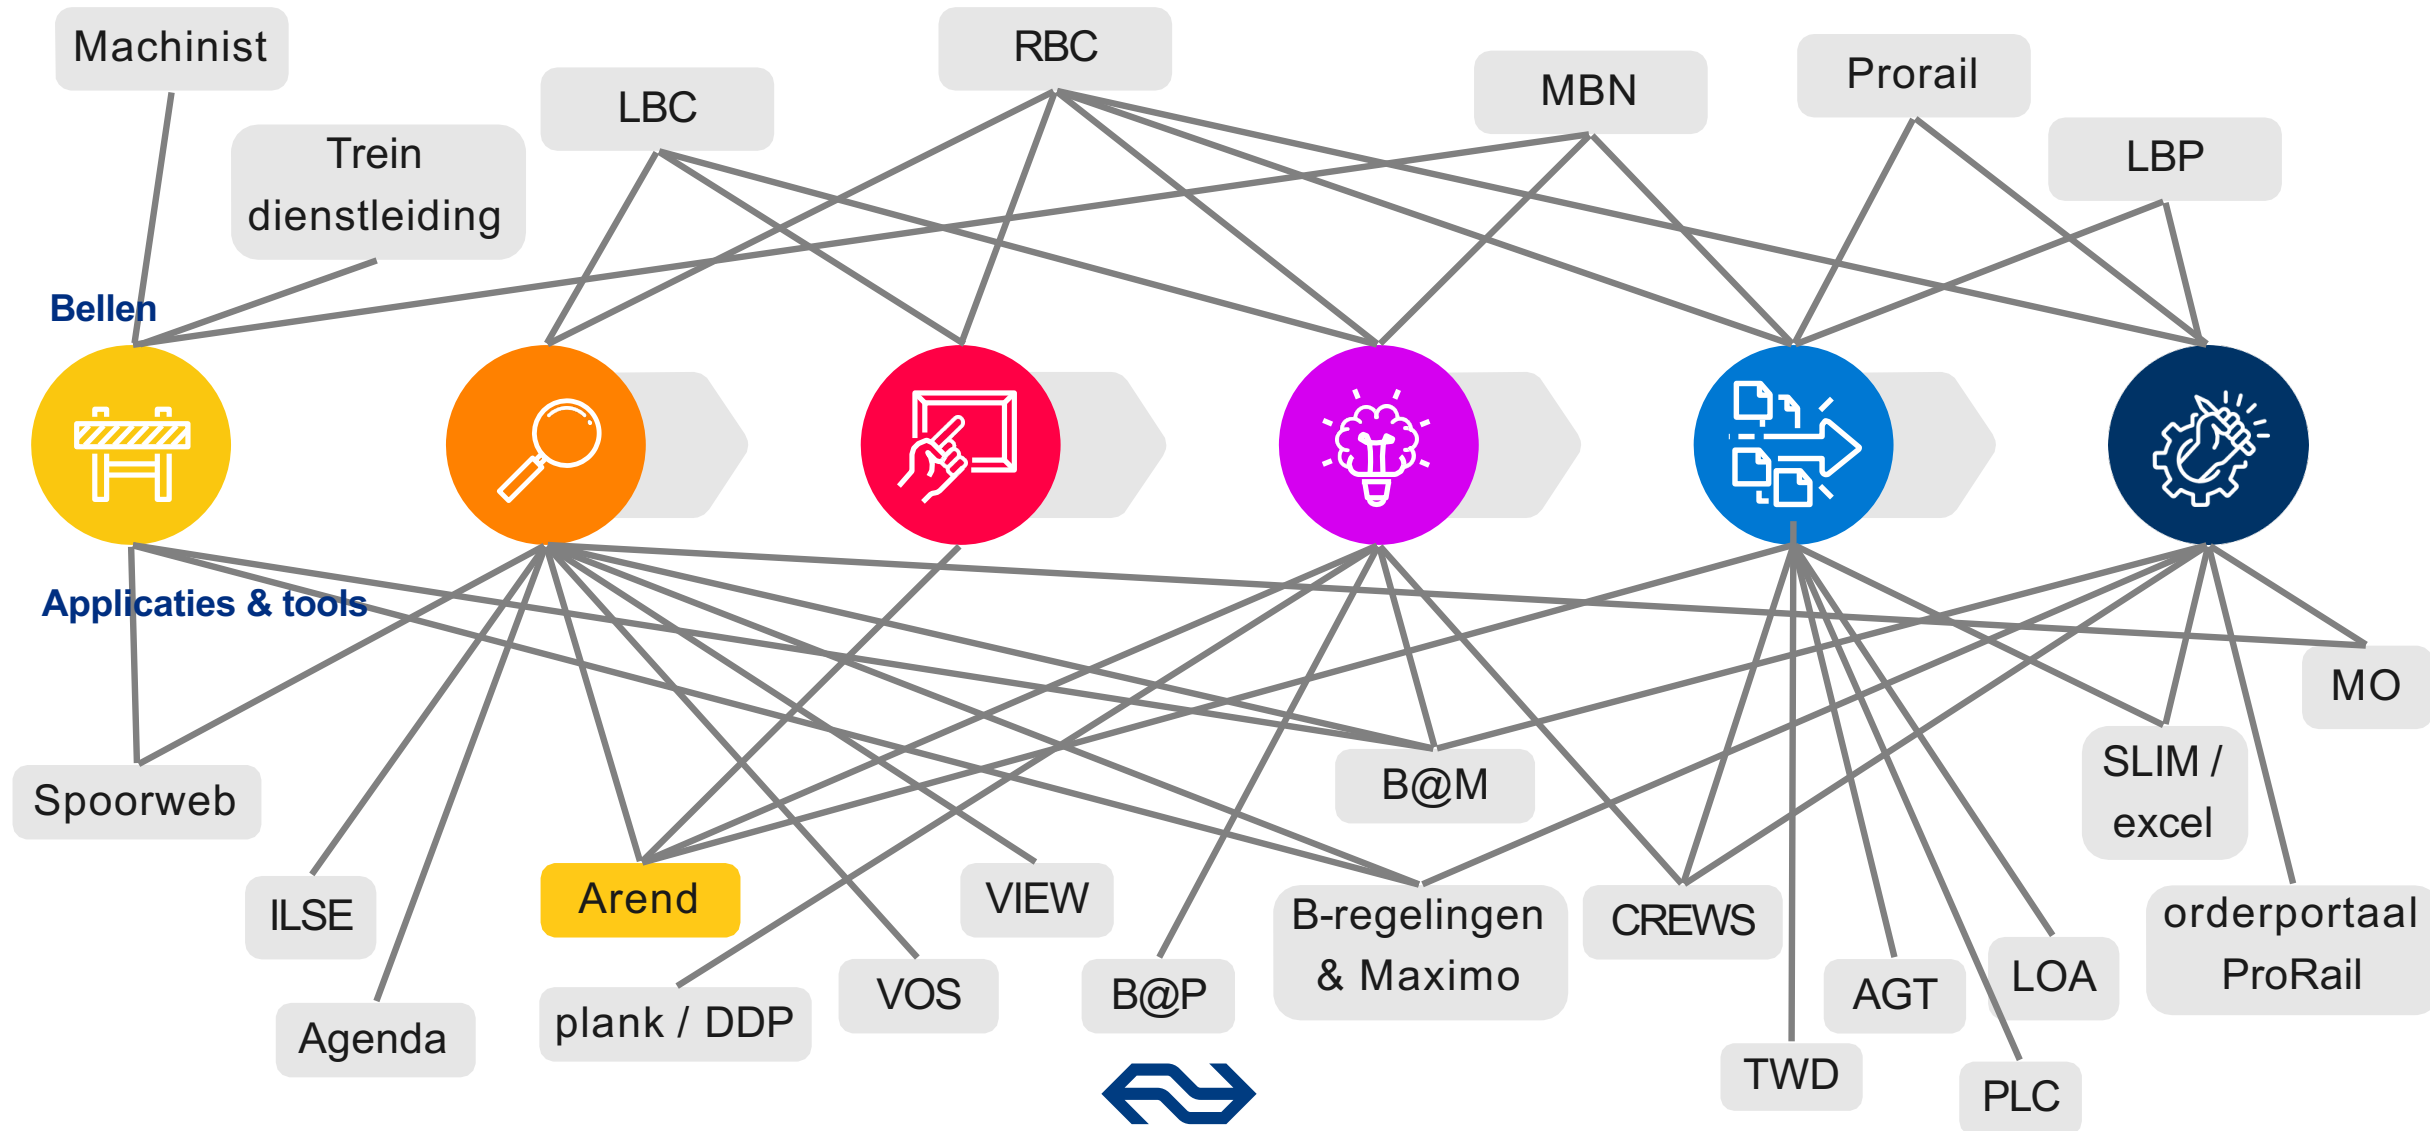 Machinist
RBC
Prorail
LBC
MBN
Trein
dienstleiding
LBP
Bellen
Applicaties & tools
MO
Spoorweb
B@M
SLIM /
excel
ILSE
Arend
VIEW
B-regelingen
& Maximo
CREWS
orderportaal
ProRail
Agenda
plank / DDP
VOS
B@P
AGT
LOA
TWD
PLC